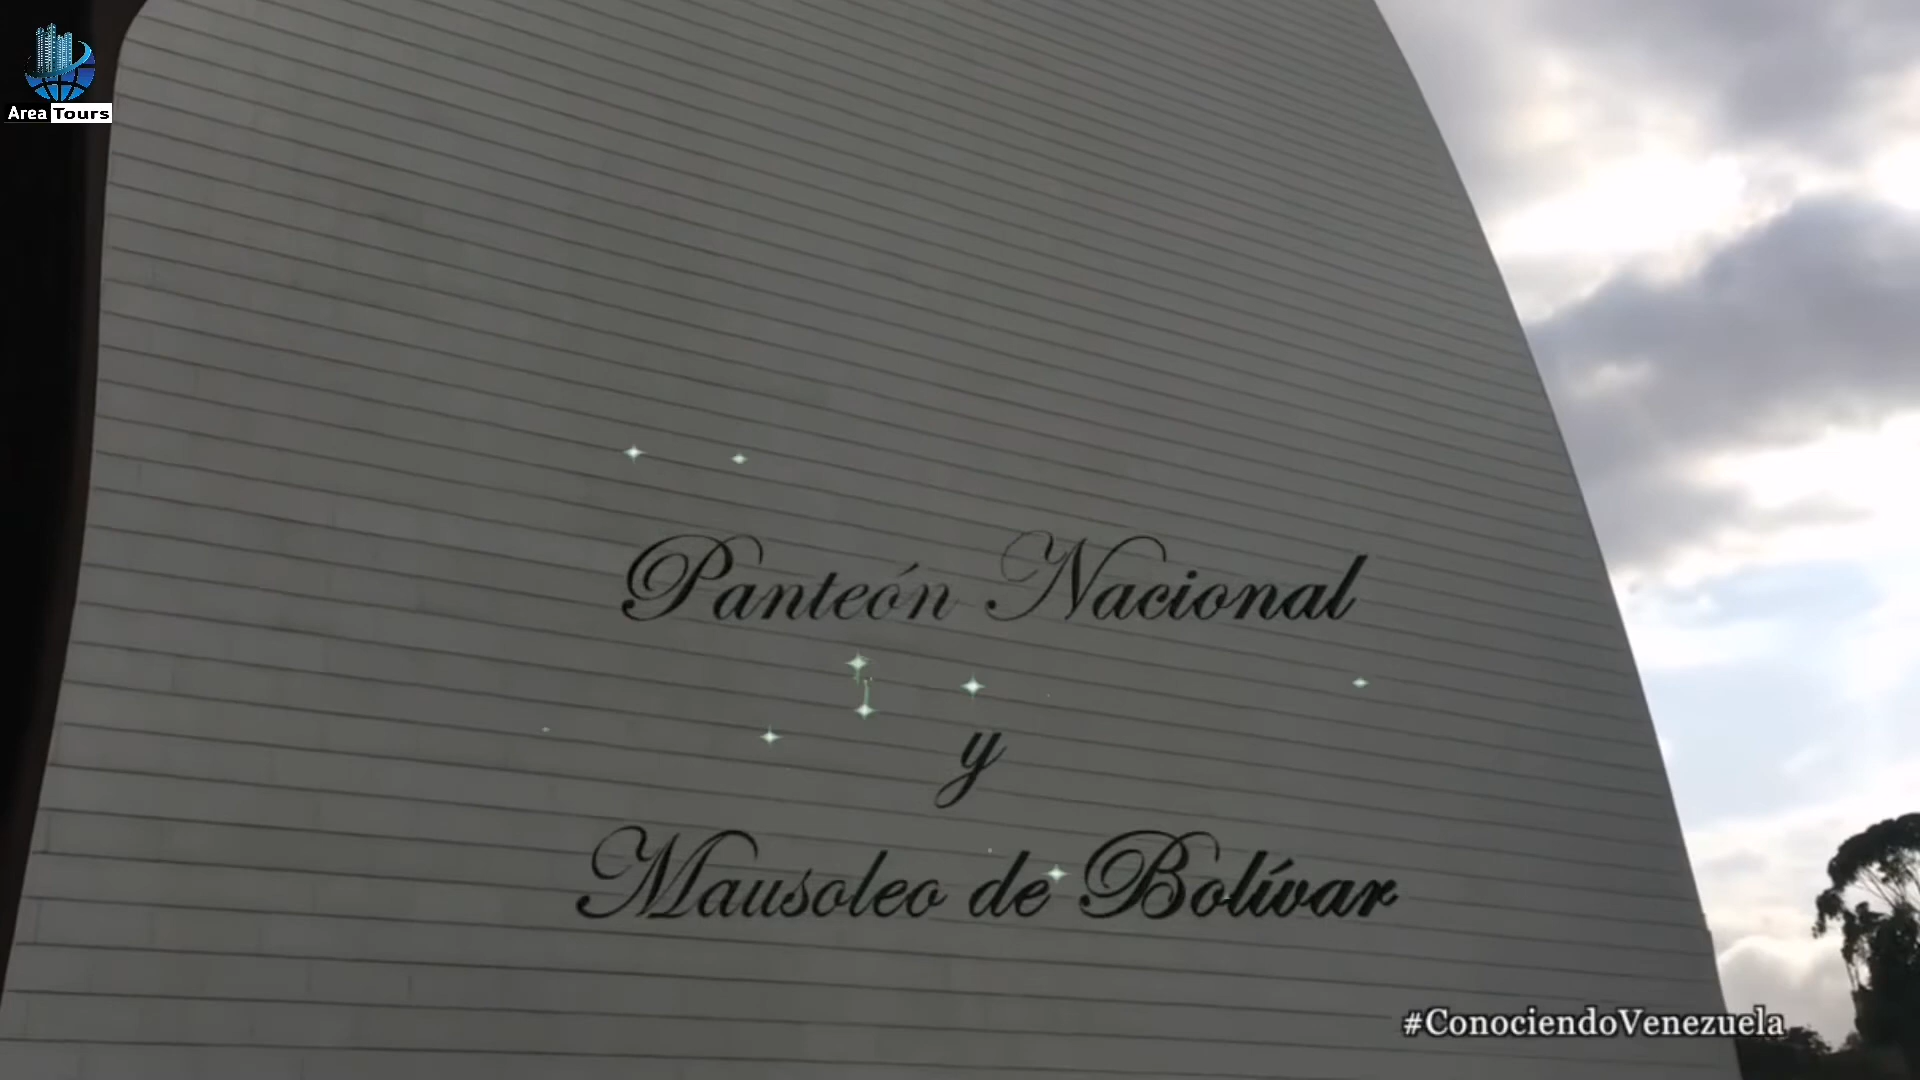 Area Tours
Panteón Nacional
y
Mausoleo de Bolívar
#ConociendoVenezuela